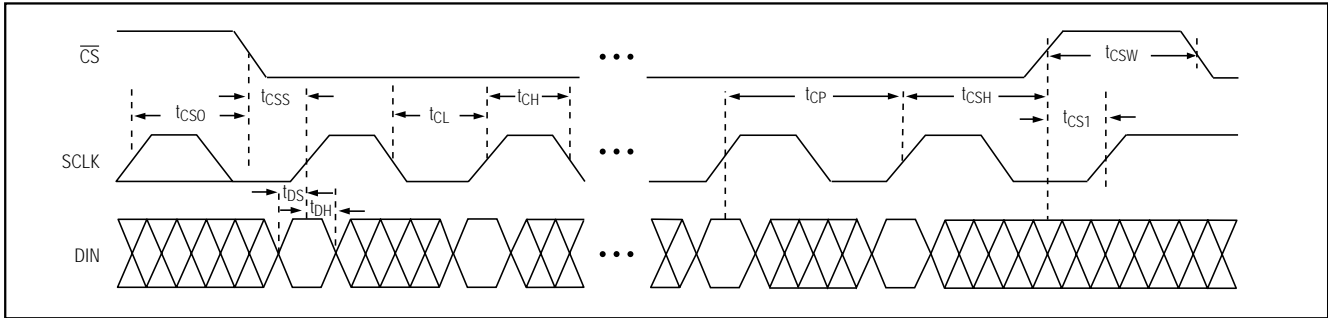 CS
tCSW
tCSS
tCSO
tCL
tCH
tCP
tCSH
tCS1
SCLK
tDS
tDH
DIN